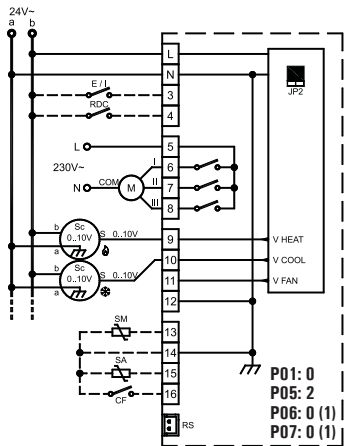 24V~
a b
L
N
JP2
E / I
3
RDC
4
L
5
230V~
I
6
COM
M
II
7
N
III
8
b
Sc
S 0..10V
0..10V
9
V HEAT
a
b
Sc
S 0..10V
0..10V
10
V COOL
a
11
V FAN
12
SM
13
14
SA
15
CF
16
RS
P01: 0
P05: 2
P06: 0 (1)
P07: 0 (1)